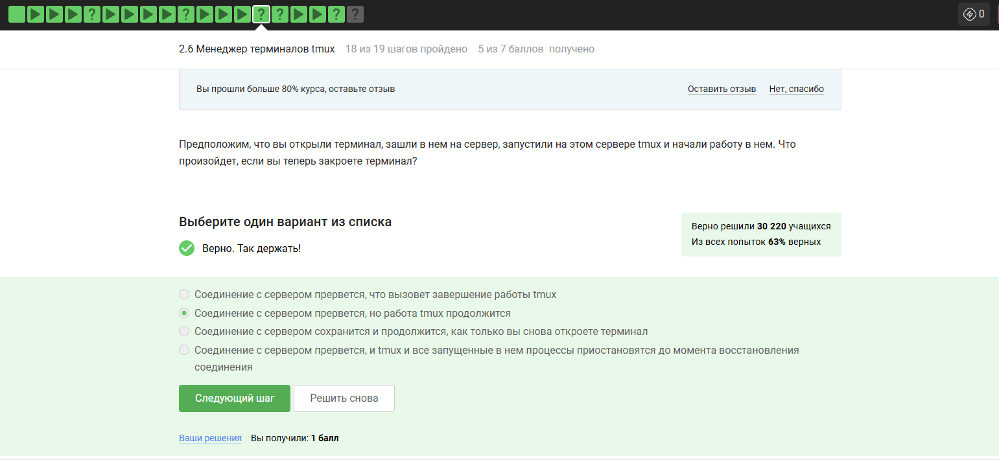 ? ? ? ? ? ?
0
2.6 Менеджер терминалов tmux 18 из 19 шагов пройдено 5 из 7 баллов получено
Вы прошли больше 80% курса, оставьте отзыв Оставить отзыв Нет, спасибо
Предположим, что вы открыли терминал, зашли в нем на сервер, запустили на этом сервере tmux и начали работу в нем. Что
произойдет, если вы теперь закроете терминал?
Выберите один вариант из списка
Верно. Так держать!
Верно решили 30 220 учащихся
Из всех попыток 63% верных
Соединение с сервером прервется, что вызовет завершение работы tmux
Соединение с сервером прервется, но работа tmux продолжится
Соединение с сервером сохранится и продолжится, как только вы снова откроете терминал
Соединение с сервером прервется, и tmux и все запущенные в нем процессы приостановятся до момента восстановления
соединения
Следующий шаг Решить снова
Ваши решения Вы получили: 1 балл